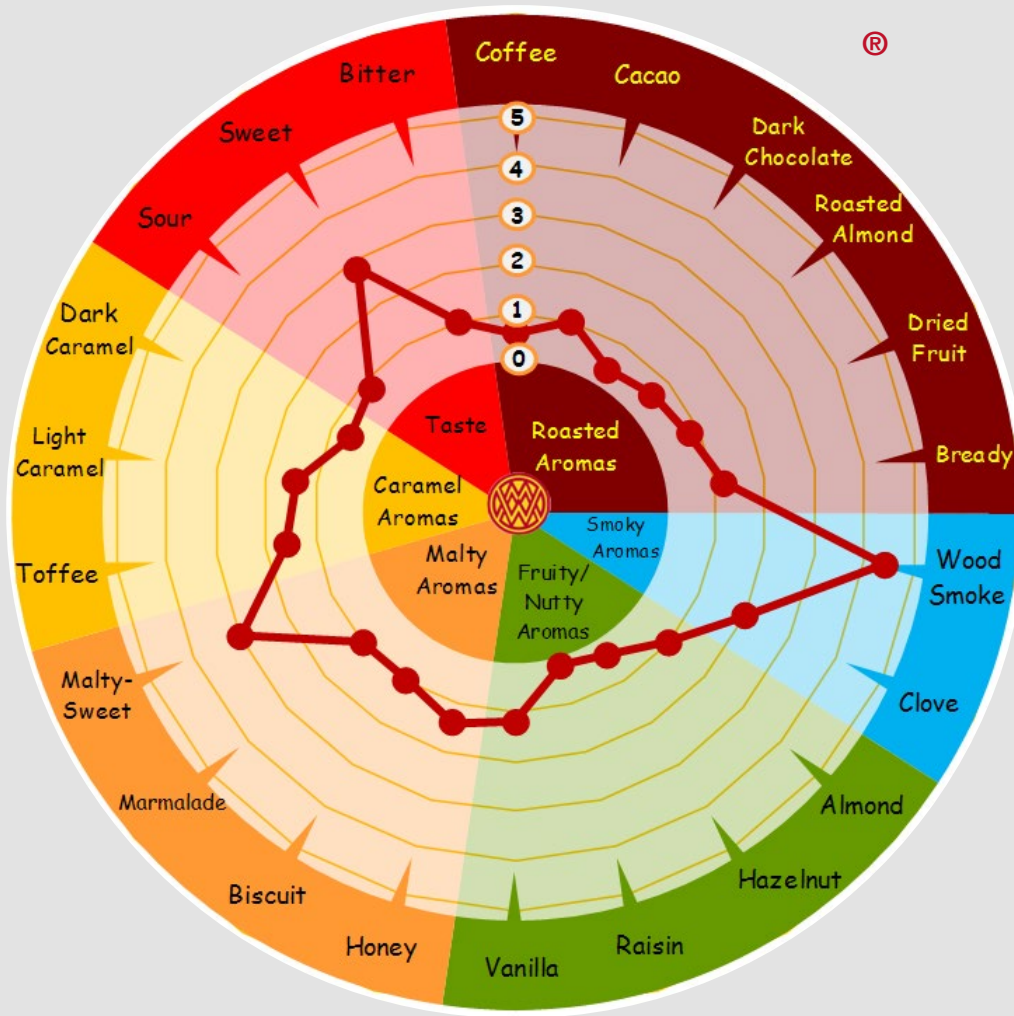 ®
Coffee
Cacao
Dark
Chocolate
Roasted
Almond
Dried
Fruit
Bready
Wood
Smoke
Clove
Almond
Hazelnut
Raisin
Vanilla
Honey
Biscuit
Marmalade
Malty-
Sweet
Toffee
Light
Caramel
Dark
Caramel
Sour
Sweet
Bitter
5
4
3
2
1
0
Taste
Roasted
Aromas
Caramel
Aromas
Smoky
Aromas
Malty
Aromas
Fruity/
Nutty
Aromas